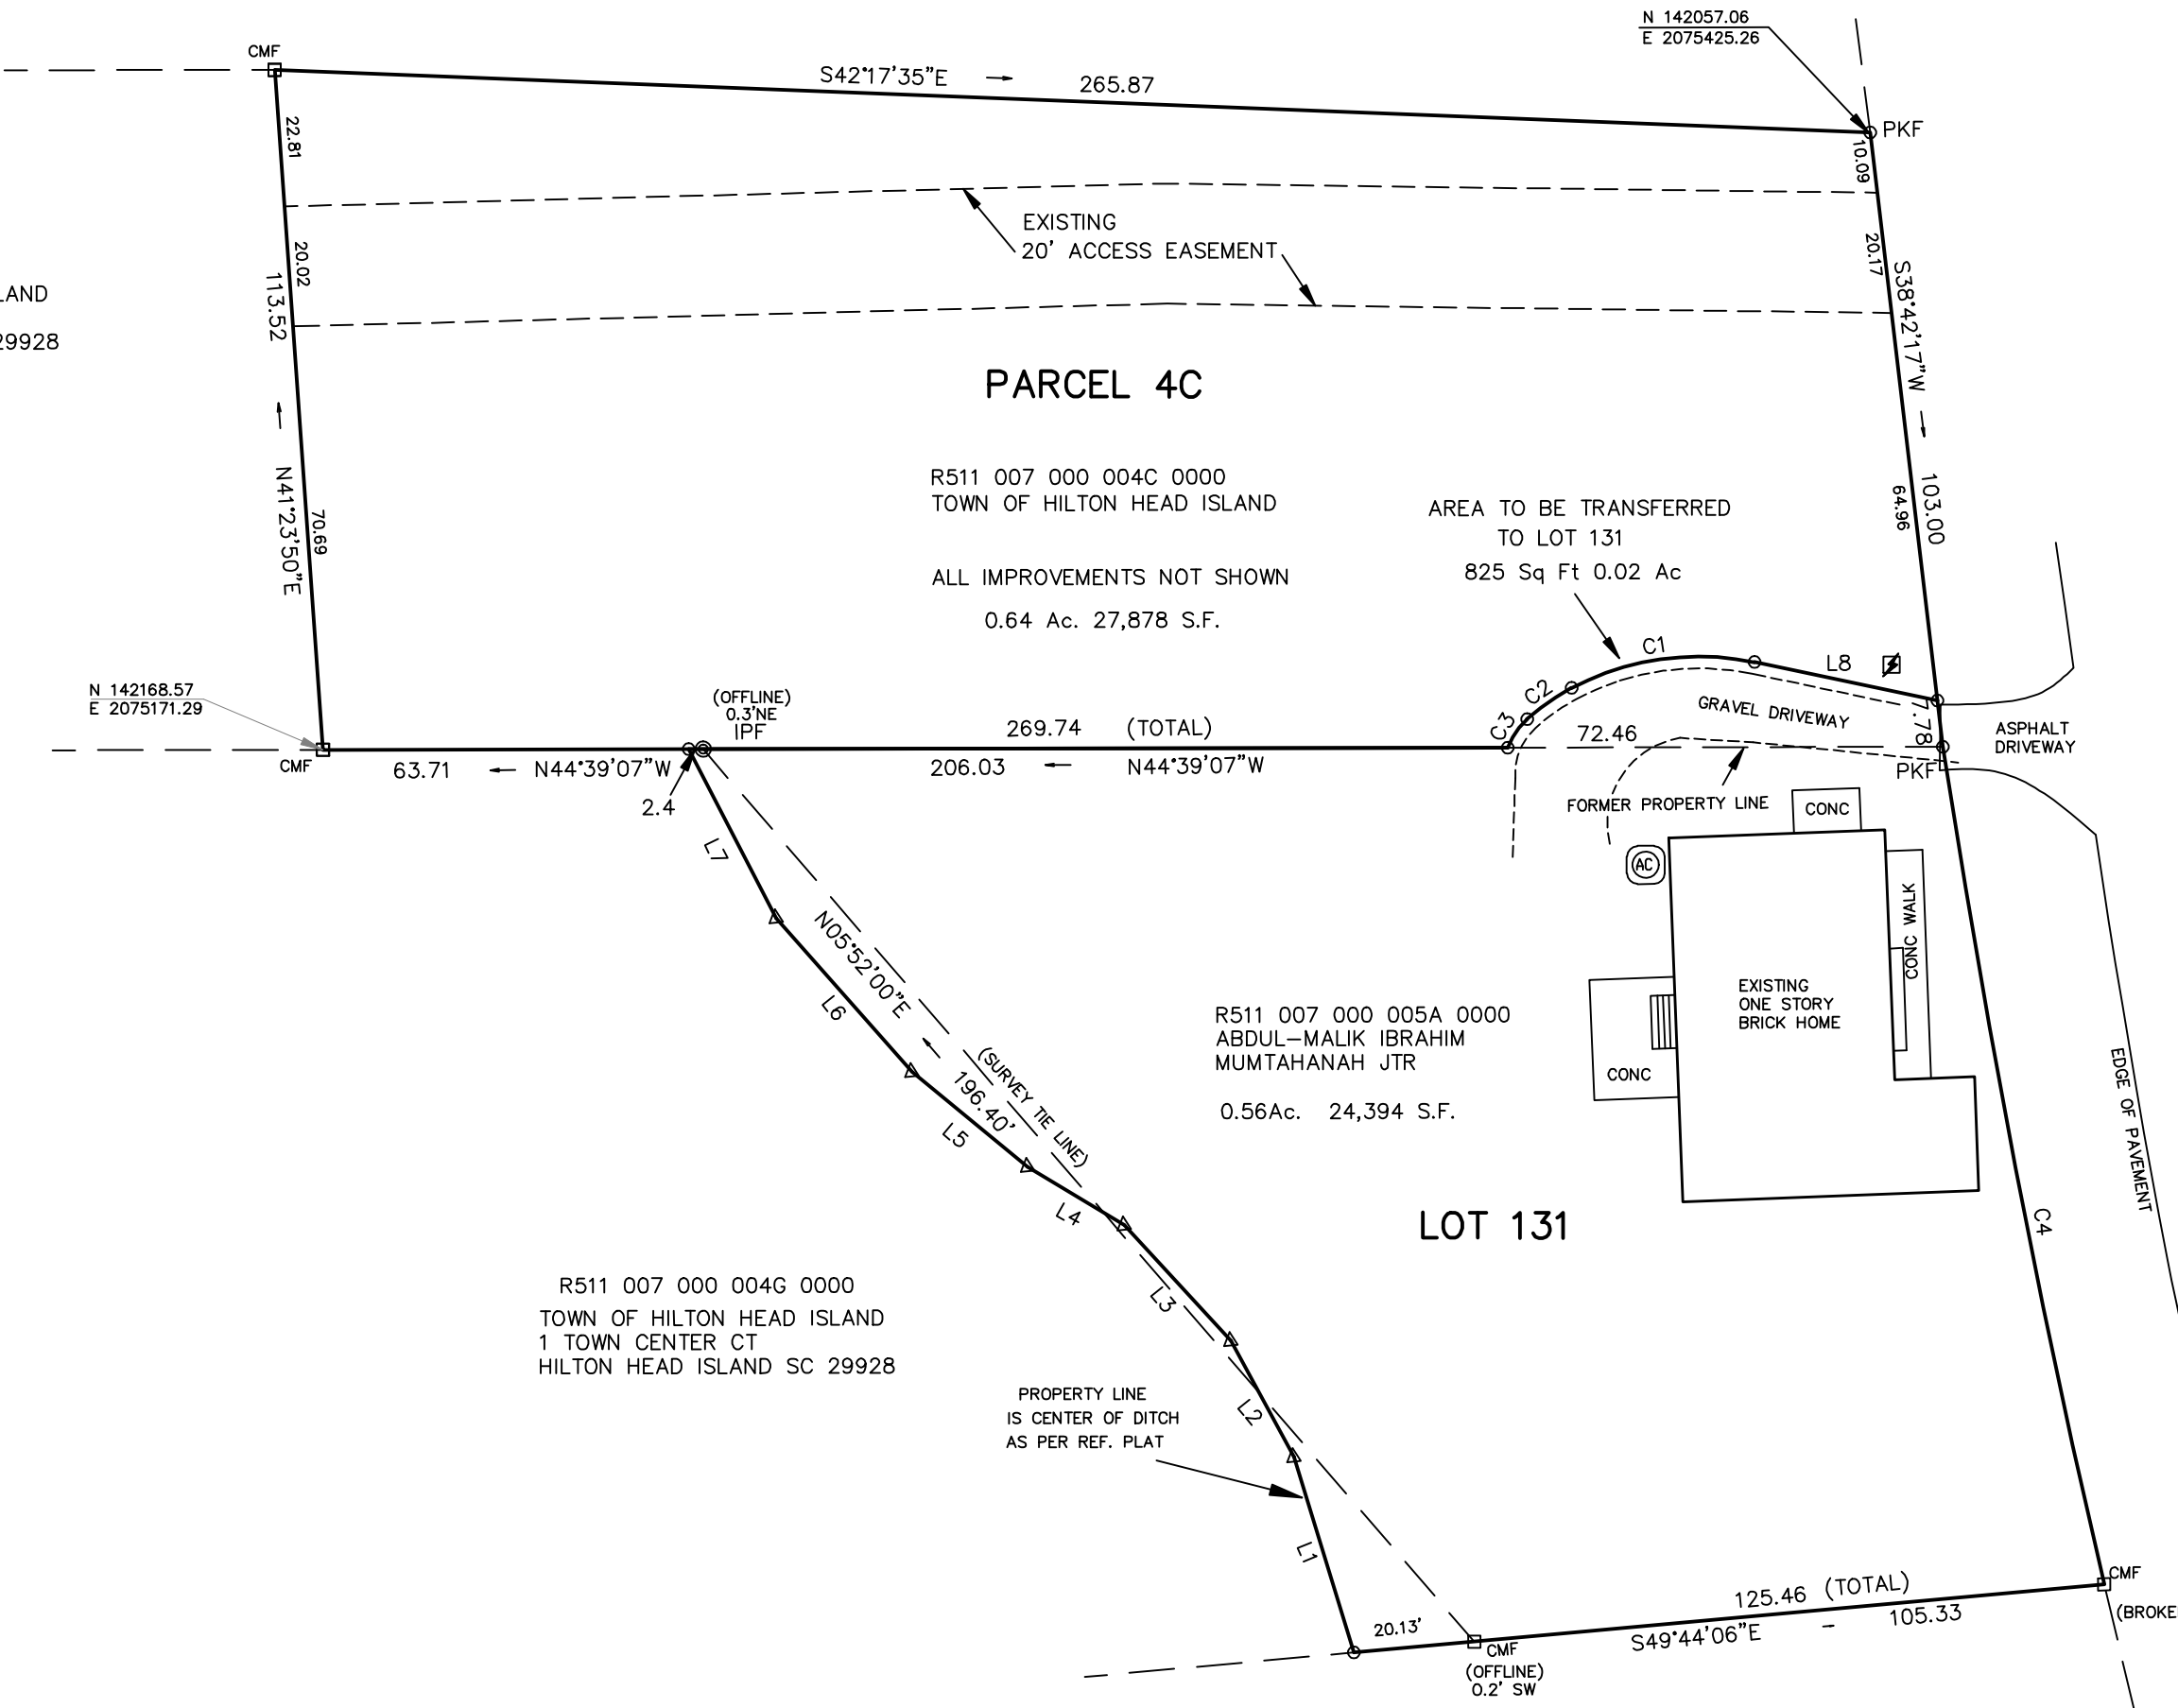 N 142057.06
E 2075425.26
CMF
S42°17'35"E 265.87
PKF
22.81
10.09
EXISTING
20' ACCESS EASEMENT
20.02
20.17
113.52
S38°42'17"W
LAND
29928
PARCEL 4C
N41°23'50"E
70.69
103.00
64.96
R511 007 000 004C 0000
TOWN OF HILTON HEAD ISLAND
AREA TO BE TRANSFERRED
TO LOT 131
825 Sq Ft 0.02 Ac
ALL IMPROVEMENTS NOT SHOWN
0.64 Ac. 27,878 S.F.
C1
L8
C2
C3
N 142168.57
E 2075171.29
(OFFLINE)
0.3'NE
IPF
269.74 (TOTAL)
72.46
GRAVEL DRIVEWAY
7.78
ASPHALT
DRIVEWAY
CMF
63.71
N44°39'07"W
206.03
N44°39'07"W
PKF
2.4
FORMER PROPERTY LINE
CONC
L7
AC
CONC WALK
N05°52'00"E
L6
(SURVEY TIE LINE)
196.40'
EXISTING
ONE STORY
BRICK HOME
R511 007 000 005A 0000
ABDUL-MALIK IBRAHIM
MUMTAHANAH JTR
0.56Ac. 24,394 S.F.
CONC
L5
L4
EDGE OF PAVEMENT
LOT 131
C4
L3
R511 007 000 004G 0000
TOWN OF HILTON HEAD ISLAND
1 TOWN CENTER CT
HILTON HEAD ISLAND SC 29928
PROPERTY LINE
IS CENTER OF DITCH
AS PER REF. PLAT
L2
L1
CMF
125.46 (TOTAL)
105.33
(BROKE
20.13'
S49°44'06"E
CMF
(OFFLINE)
0.2' SW